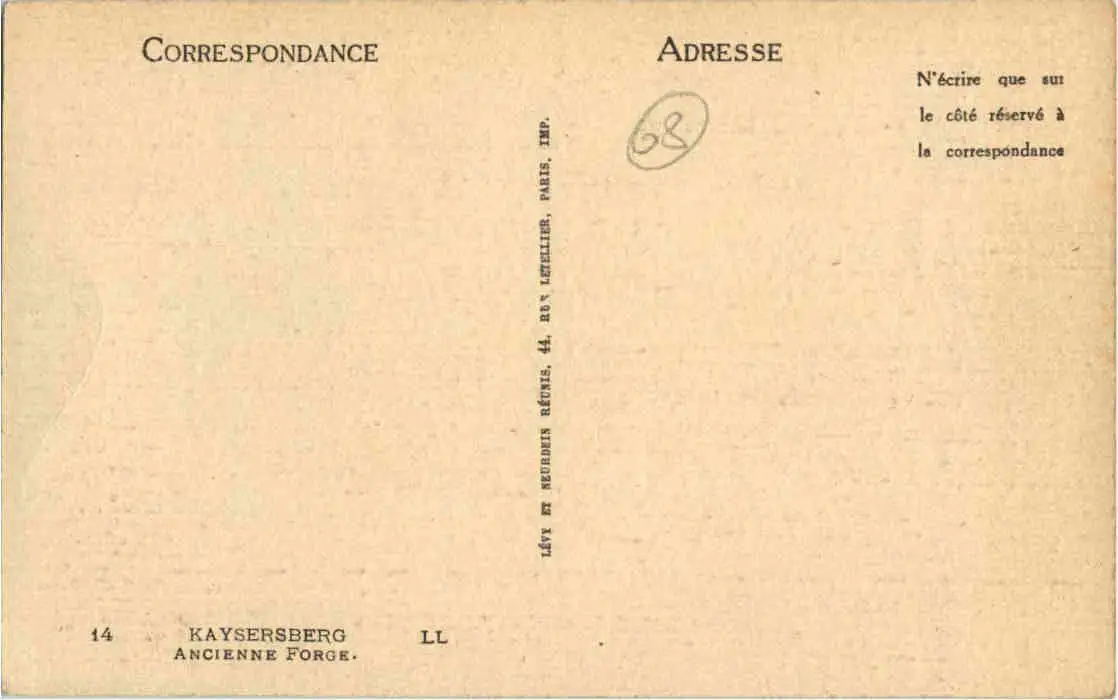 CORRESPONDANCE
ADRESSE
N'écrire que sur
le côté réservé à
la correspondance
68
LÉVY ET NEURDEIN RÉUNIS, 44, RUE LETELLIER, PARIS, IMP.
14 KAYSERSBERG LL
ANCIENNE FORGE.